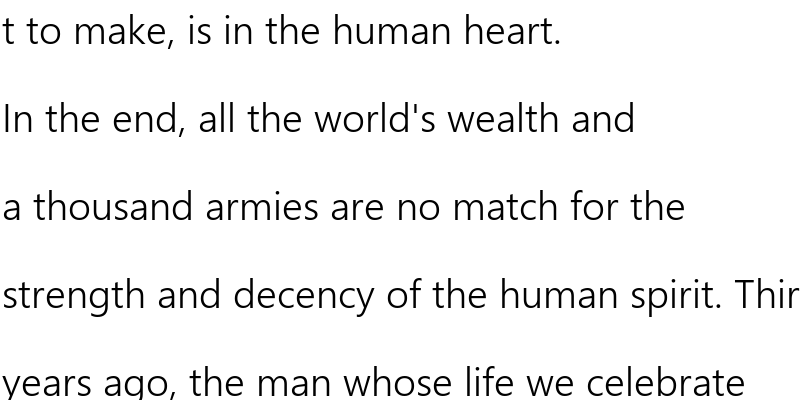 t to make, is in the human heart.
In the end, all the world's wealth and
a thousand armies are no match for the
strength and decency of the human spirit. Thir
years ago, the man whose life we celebrate